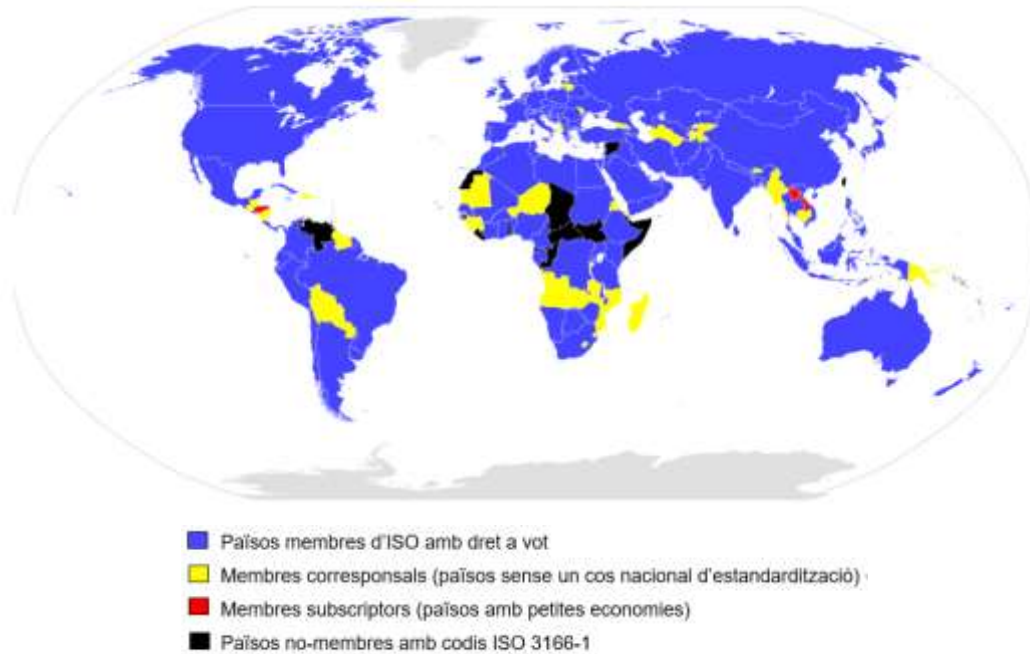 Països membres d'ISO amb dret a vot
Membres corresponsals (països sense un cos nacional d'estandardització)
Membres subscriptors (països amb petites economies)
Països no-membres amb codis ISO 3166-1